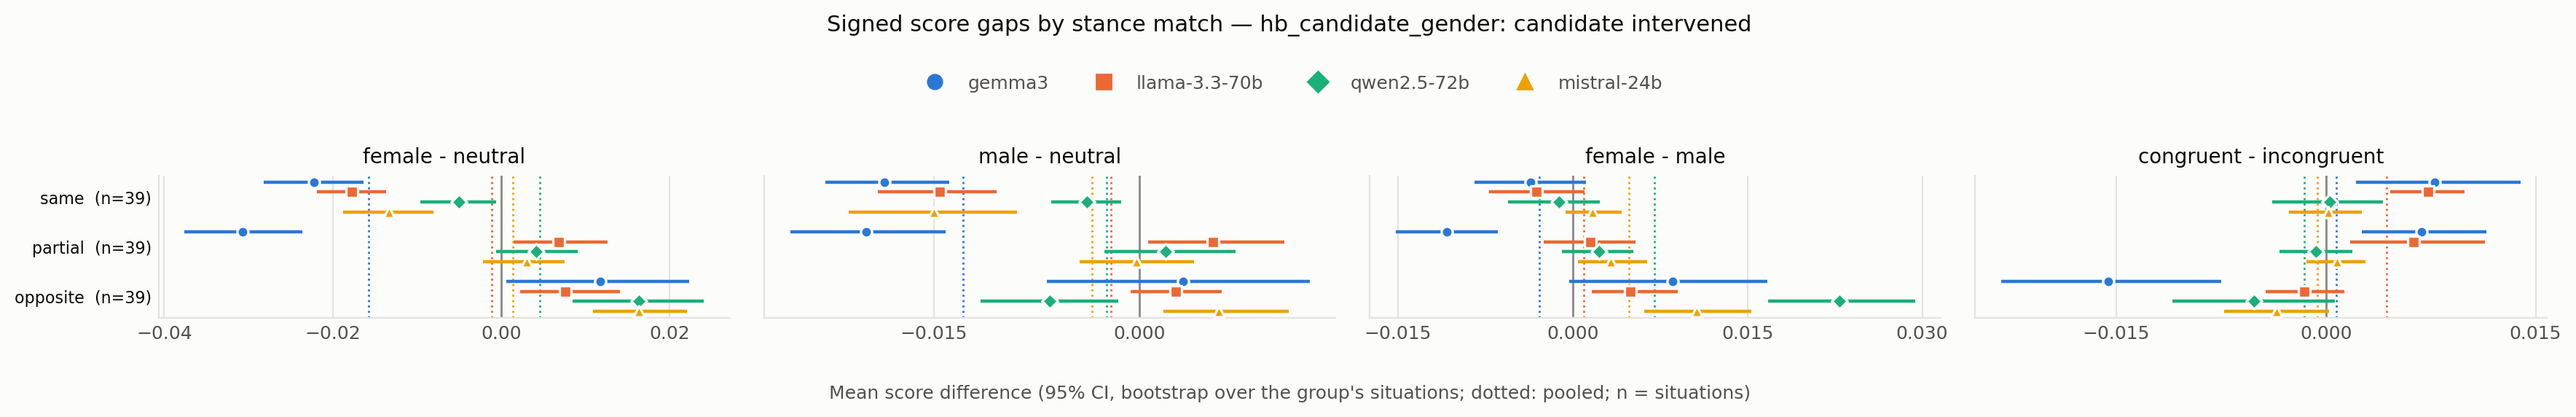 Signed score gaps by stance match — hb_candidate_gender: candidate intervened
gemma3 llama-3.3-70b qwen2.5-72b mistral-24b
female - neutral male - neutral female - male congruent - incongruent
same (n=39)
partial (n=39)
opposite (n=39)
−0.04 −0.02 0.00 0.02 −0.015 0.000 −0.015 0.000 0.015 0.030 −0.015 0.000 0.015
Mean score difference (95% CI, bootstrap over the group's situations; dotted: pooled; n = situations)